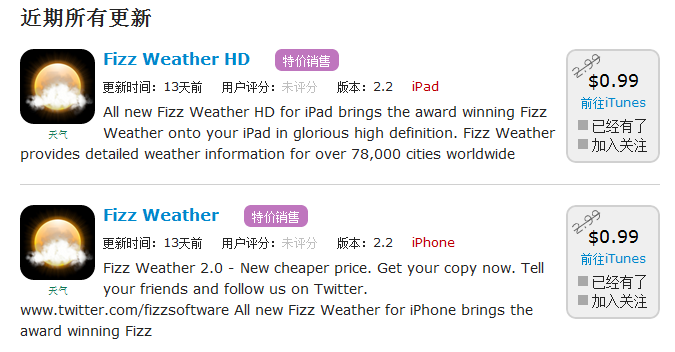 近期所有更新
Fizz Weather HD 特价销售
更新时间：13天前 用户评分：未评分 版本：2.2 iPad
All new Fizz Weather HD for iPad brings the award winning Fizz
Weather onto your iPad in glorious high definition. Fizz Weather
provides detailed weather information for over 78,000 cities worldwide
天气
2.99
$0.99
前往iTunes
已经有了
加入关注
Fizz Weather 特价销售
更新时间：13天前 用户评分：未评分 版本：2.2 iPhone
Fizz Weather 2.0 - New cheaper price. Get your copy now. Tell
your friends and follow us on Twitter.
www.twitter.com/fizzsoftware All new Fizz Weather for iPhone brings the
award winning Fizz
天气
2.99
$0.99
前往iTunes
已经有了
加入关注